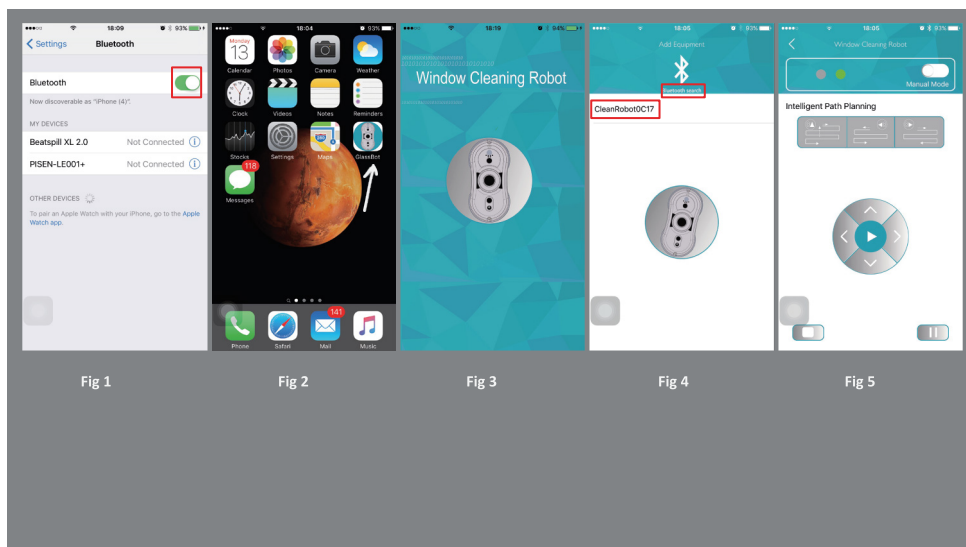 18:09
93%
Settings
Bluetooth
Bluetooth
Now discoverable as "iPhone (4)".
MY DEVICES
Beatspill XL 2.0 Not Connected
PISEN-LE001+ Not Connected
OTHER DEVICES
To pair an Apple Watch with your iPhone, go to the Apple
Watch app.
Fig 1
18:04
93%
Monday
13
Calendar Photos Camera Weather
Clock Videos Notes Reminders
Stocks Settings Maps GlassBot
118
Messages
141
Phone Safari Mail Music
Fig 2
18:19
94%
Window Cleaning Robot
Fig 3
18:05
93%
Add Equipment
Bluetooth search
CleanRobot0C17
Fig 4
18:05
93%
Window Cleaning Robot
Manual Mode
Intelligent Path Planning
Fig 5